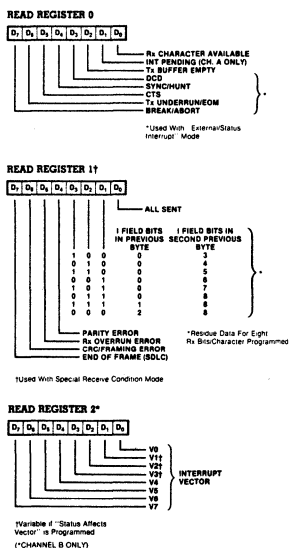 READ REGISTER 0
D7 D6 D5 D4 D3 D2 D1 D0
Rx CHARACTER AVAILABLE
INT PENDING (CH. A ONLY)
Tx BUFFER EMPTY
DCD
SYNC/HUNT
CTS
Tx UNDERRUN/EOM
BREAK/ABORT
*
*Used With External/Status
Interrupt" Mode
READ REGISTER 1†
D7 D6 D5 D4 D3 D2 D1 D0
ALL SENT
I FIELD BITS I FIELD BITS IN
IN PREVIOUS SECOND PREVIOUS
BYTE BYTE
1 0 0 0 3
0 1 0 0 4
1 1 0 0 5
0 0 1 0 6
1 0 1 0 7
0 1 1 0 8
1 1 1 1 8
0 0 0 2 8
*
PARITY ERROR
Rx OVERRUN ERROR
CRC/FRAMING ERROR
END OF FRAME (SDLC)
*Residue Data For Eight
Rx Bits/Character Programmed
†Used With Special Receive Condition Mode
READ REGISTER 2*
D7 D6 D5 D4 D3 D2 D1 D0
V0
V1†
V2†
V3†
V4
V5
V6
V7
INTERRUPT
VECTOR
†Variable if "Status Affects
Vector" is Programmed
(*CHANNEL B ONLY)